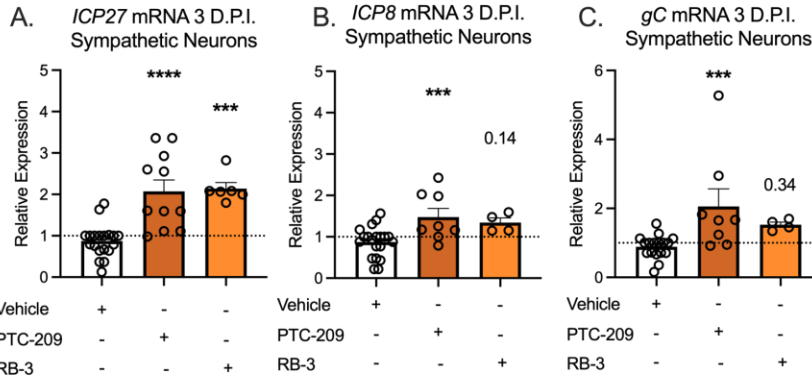 A.
ICP27 mRNA 3 D.P.I.
Sympathetic Neurons
Relative Expression
5
4
3
2
1
0
****
***
Vehicle + - -
PTC-209 - + -
RB-3 - - +
B.
ICP8 mRNA 3 D.P.I.
Sympathetic Neurons
Relative Expression
5
4
3
2
1
0
***
0.14
Vehicle + - -
PTC-209 - + -
RB-3 - - +
C.
gC mRNA 3 D.P.I.
Sympathetic Neurons
Relative Expression
6
4
2
0
***
0.34
Vehicle + - -
PTC-209 - + -
RB-3 - - +